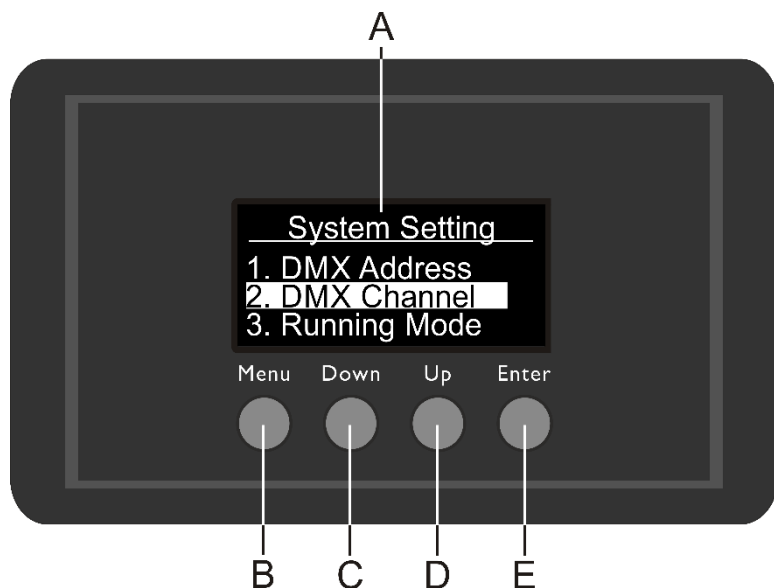 A
System Setting
1. DMX Address
2. DMX Channel
3. Running Mode
Menu Down Up Enter
B C D E